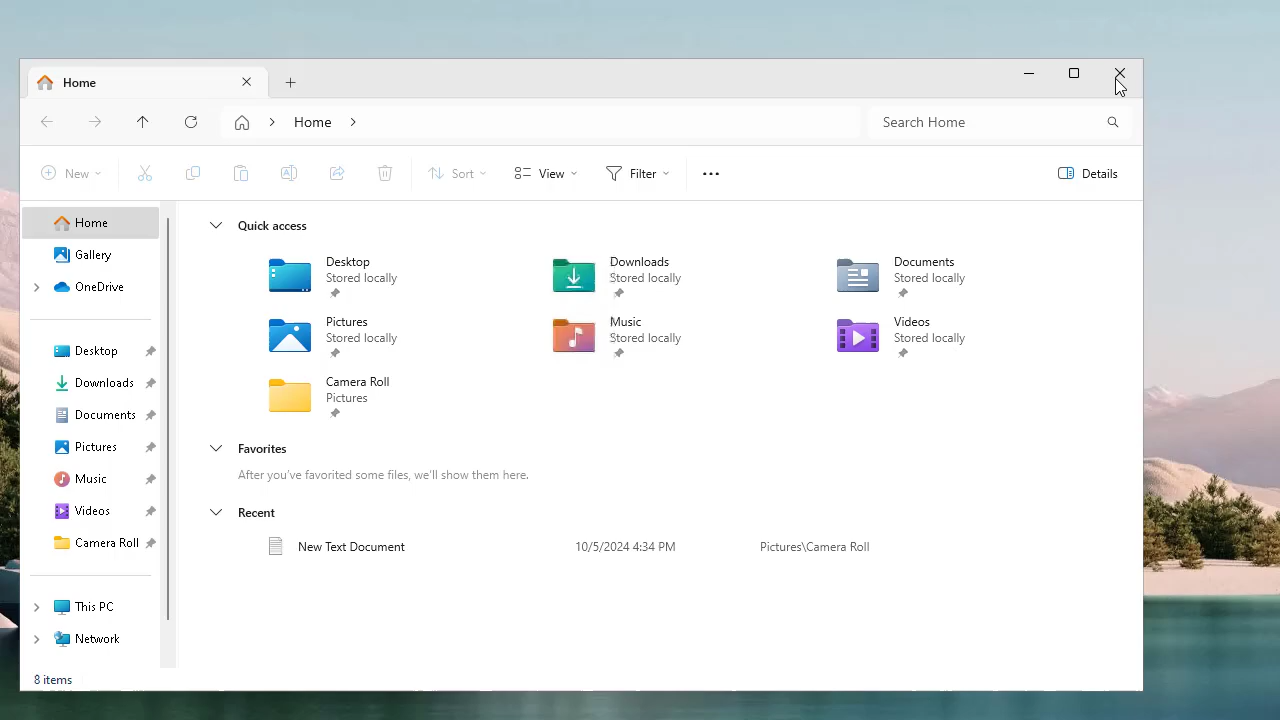 Home
Home
Search Home
New
Sort
View
Filter
Details
Home
Gallery
OneDrive
Desktop
Downloads
Documents
Pictures
Music
Videos
Camera Roll
This PC
Network
Quick access
Desktop
Stored locally
Downloads
Stored locally
Documents
Stored locally
Pictures
Stored locally
Music
Stored locally
Videos
Stored locally
Camera Roll
Pictures
Favorites
After you've favorited some files, we'll show them here.
Recent
New Text Document 10/5/2024 4:34 PM Pictures\Camera Roll
8 items